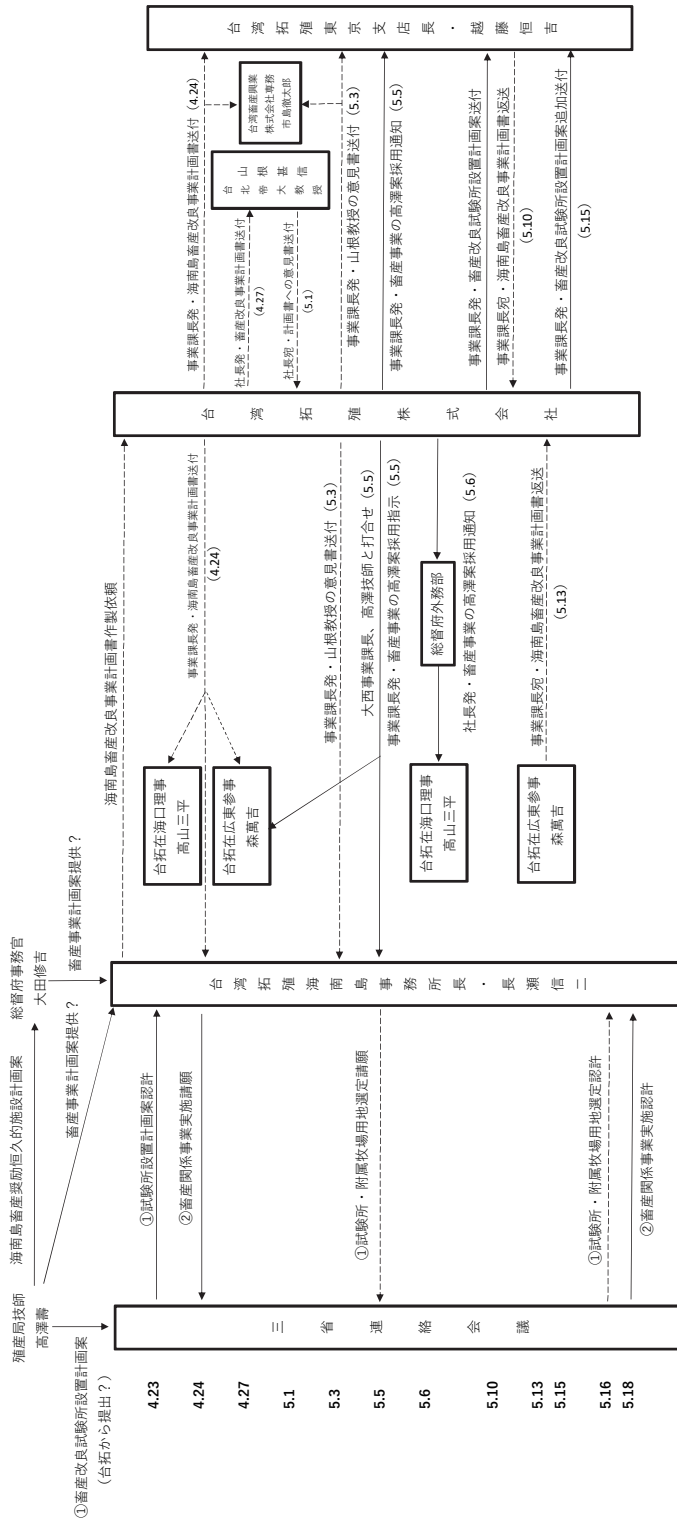 殖産局技師
高澤壽
海南島畜産奨励恒久的施設計画案
総督府事務官
大田修吉
①畜産改良試験所設置計画案
(台拓から提出?)
畜産事業計画案提供?
畜産事業計画案提供?
4.23
4.24
4.27
5.1
5.3
5.5
5.6
5.10
5.13
5.15
5.16
5.18
三省連絡会議
①試験所設置計画案認許
②畜産関係事業実施請願
①試験所・附属牧場用地選定請願
①試験所・附属牧場用地選定認許
②畜産関係事業実施認許
台湾拓殖海南島事務所長・長瀬信二
海南島畜産改良事業計画書作製依頼
事業課長発・海南島畜産改良事業計画書送付
(4.24)
台拓在海口理事
高山三平
台拓在広東参事
森萬吉
事業課長発・山根教授の意見書送付(5.3)
大西事業課長、高澤技師と打合せ(5.5)
事業課長発・畜産事業の高澤案採用指示(5.5)
総督府外務部
台拓在海口理事
高山三平
社長発・畜産事業の高澤案採用通知(5.6)
台拓在広東参事
森萬吉
事業課長宛・海南島畜産改良事業計画書返送
(5.13)
台湾拓殖株式会社
事業課長発・海南島畜産改良事業計画書送付(4.24)
台湾畜産興業
株式会社専務
市島徹太郎
社長発・畜産改良事業計画書送付
(4.27)
台北帝大教授
山根甚信
社長宛・計画書への意見書送付
(5.1)
事業課長発・山根教授の意見書送付(5.3)
事業課長発・畜産事業の高澤案採用通知(5.5)
事業課長発・畜産改良試験所設置計画案送付
事業課長宛・海南島畜産改良事業計画書返送
(5.10)
事業課長発・畜産改良試験所設置計画案追加送付
(5.15)
台湾拓殖東京支店長・越藤恒吉